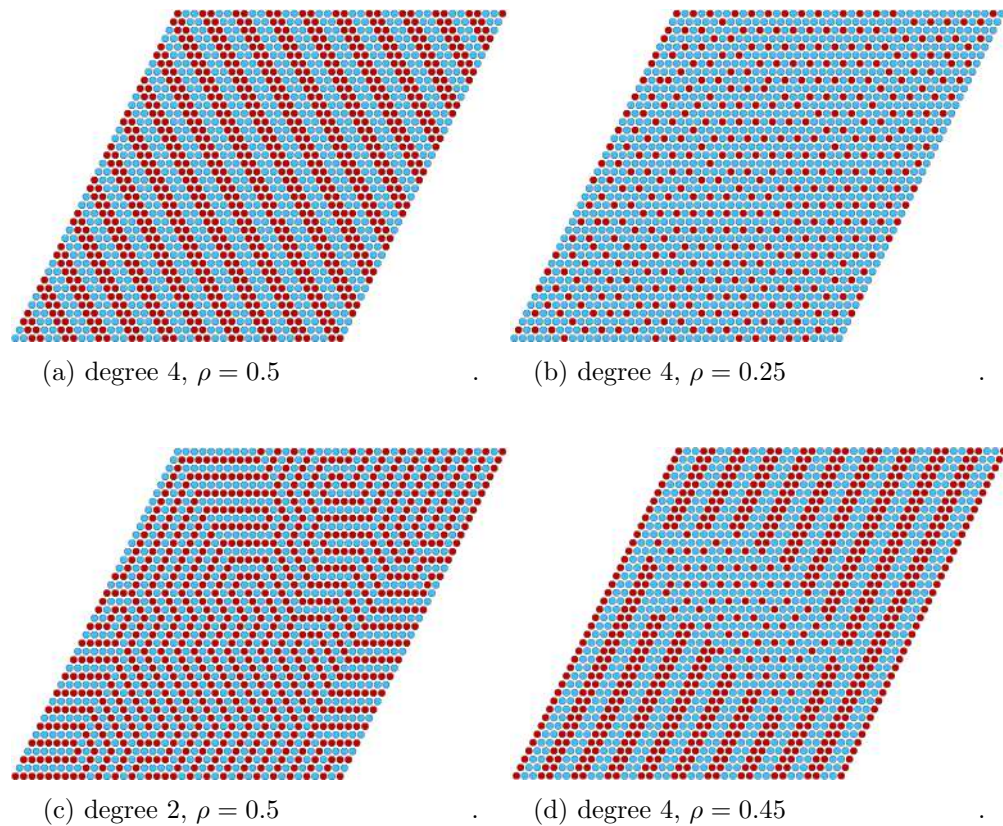 (a) degree 4, ρ = 0.5 .
(b) degree 4, ρ = 0.25 .
(c) degree 2, ρ = 0.5 .
(d) degree 4, ρ = 0.45 .